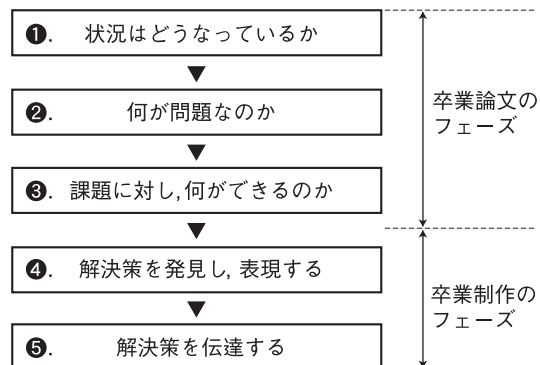 ❶. 状況はどうなっているか
▼
❷. 何が問題なのか
▼
❸. 課題に対し,何ができるのか
▼
❹. 解決策を発見し, 表現する
▼
❺. 解決策を伝達する
卒業論文の
フェーズ
卒業制作の
フェーズ